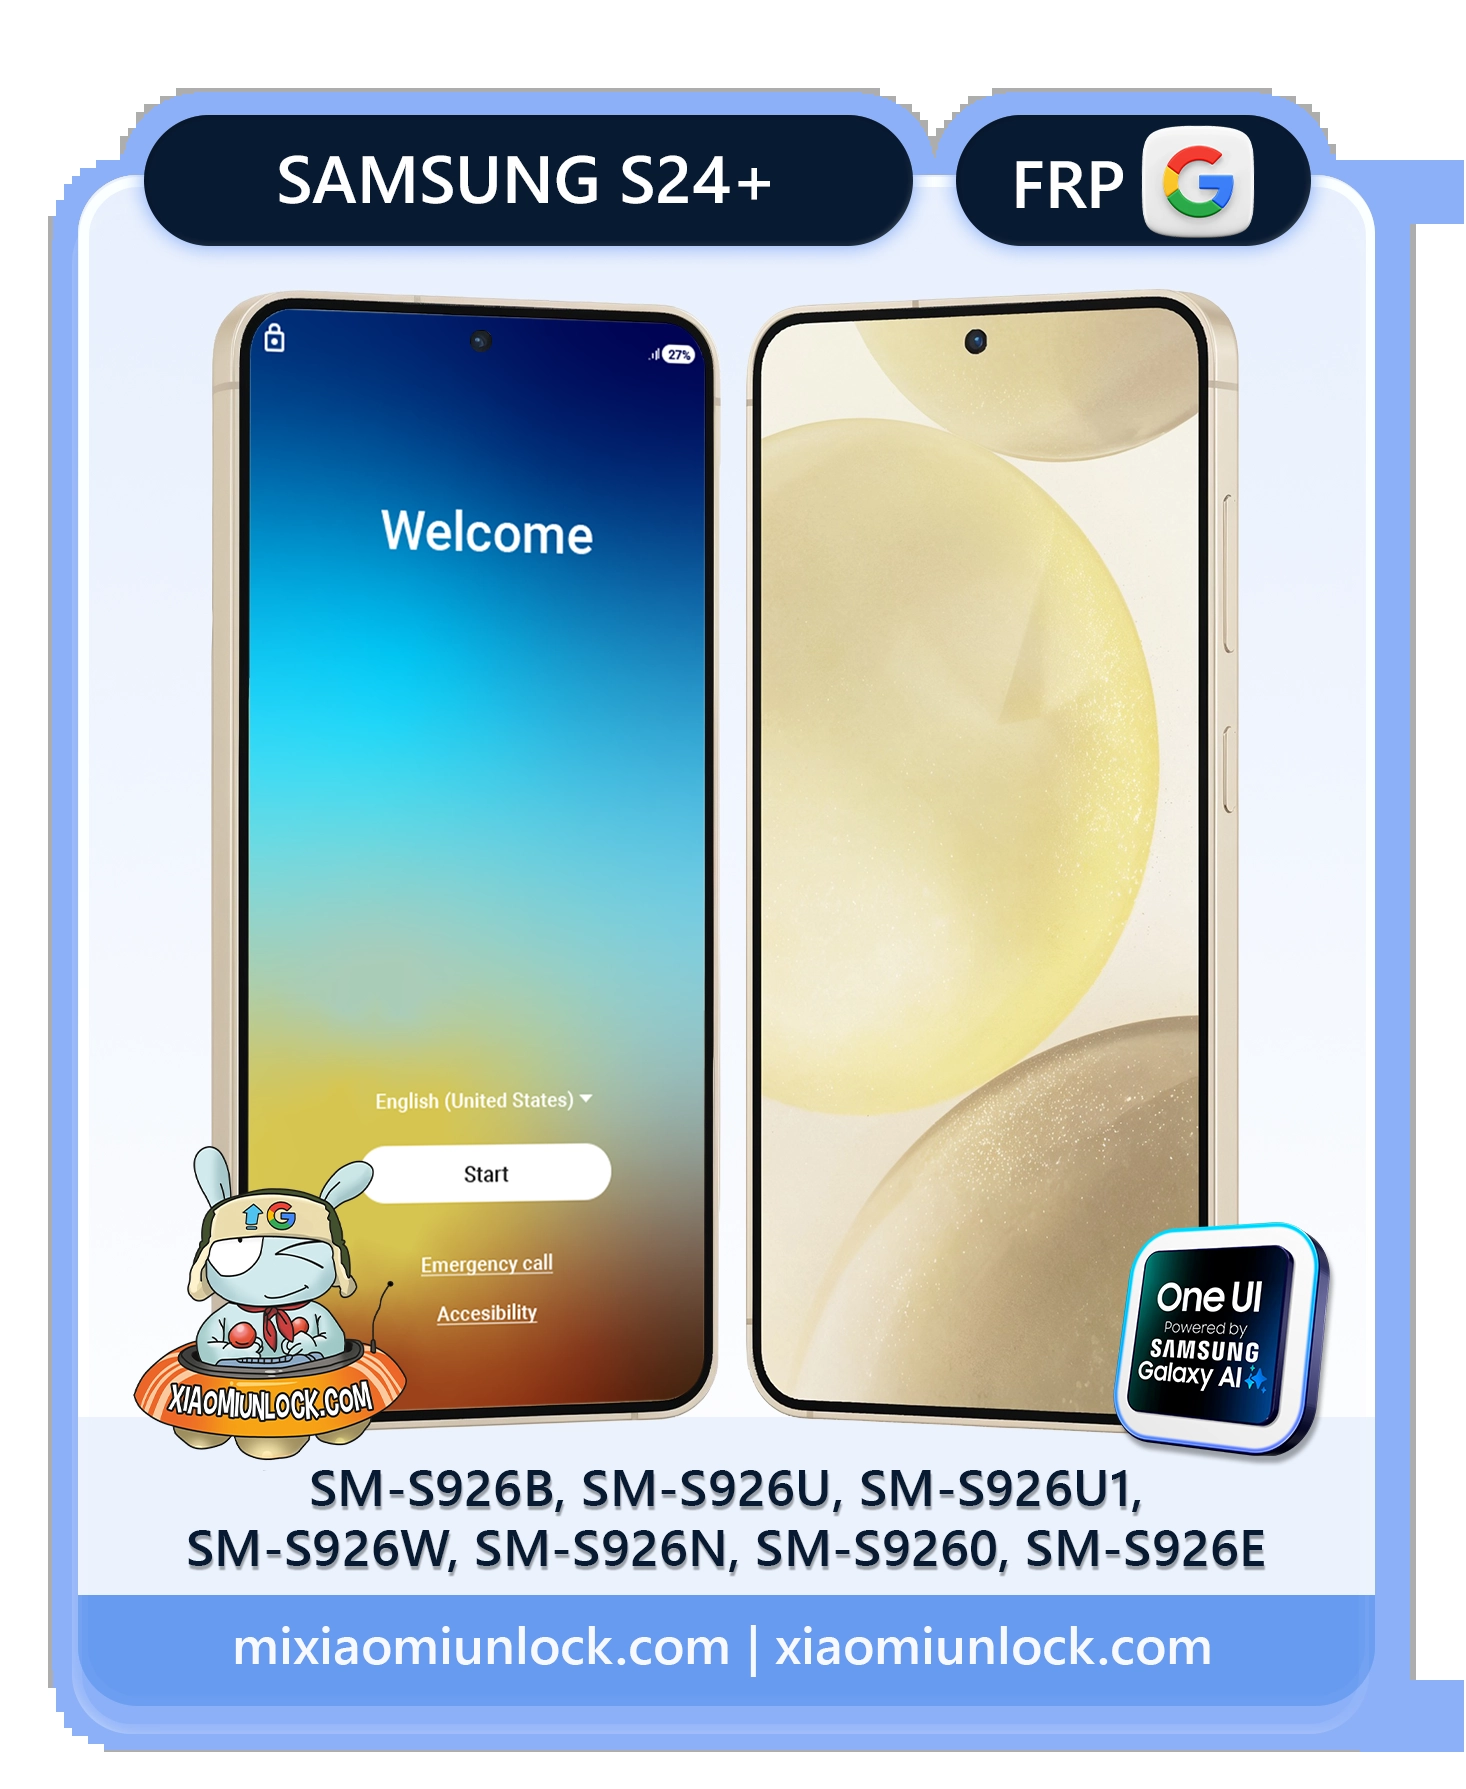 SAMSUNG S24+
FRP G
27%
Welcome
English (United States)
Start
Emergency call
Accesibility
G
XIAOMIUNLOCK.COM
One UI
Powered by
SAMSUNG
Galaxy AI
SM-S926B, SM-S926U, SM-S926U1,
SM-S926W, SM-S926N, SM-S9260, SM-S926E
mixiaomiunlock.com | xiaomiunlock.com